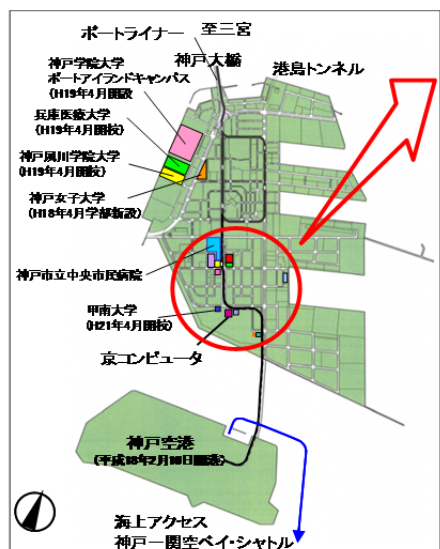 ポートライナー
至三宮
神戸大橋
港島トンネル
神戸学院大学
ポートアイランドキャンパス
(H19年4月開設
兵庫医療大学
(H19年4月開校)
神戸夙川学院大学
(H19年4月開校)
神戸女子大学
(H18年4月学部新設)
神戸市立中央市民病院
甲南大学
(H21年4月開校)
京コンピュータ
神戸空港
(平成18年2月16日開港)
海上アクセス
神戸ー関空ベイ・シャトル